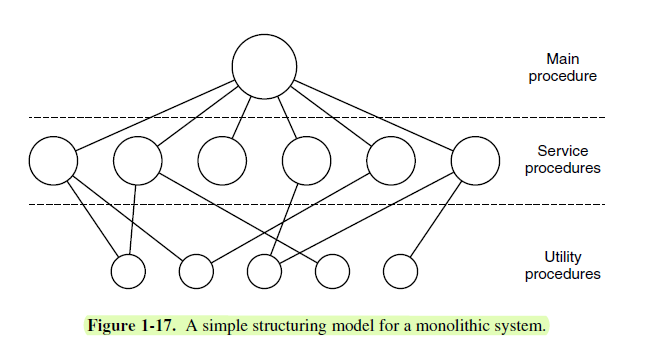 Main
procedure
Service
procedures
Utility
procedures
Figure 1-17. A simple structuring model for a monolithic system.